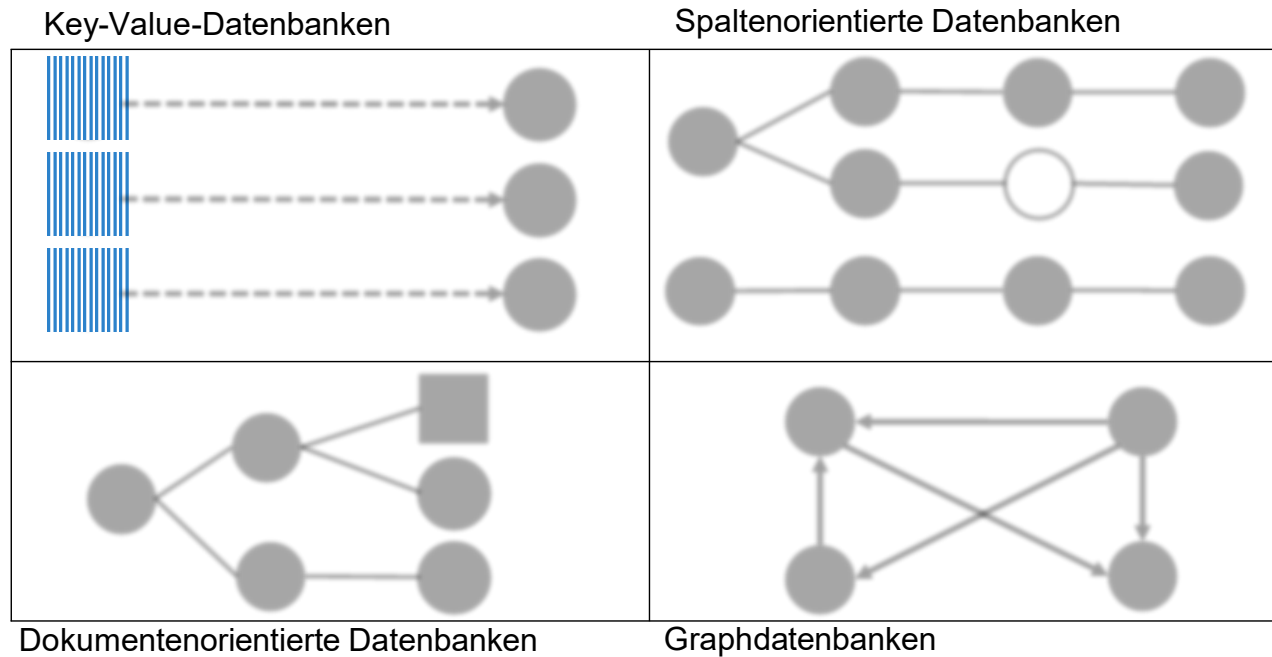 Key-Value-Datenbanken
Spaltenorientierte Datenbanken
Dokumentenorientierte Datenbanken
Graphdatenbanken